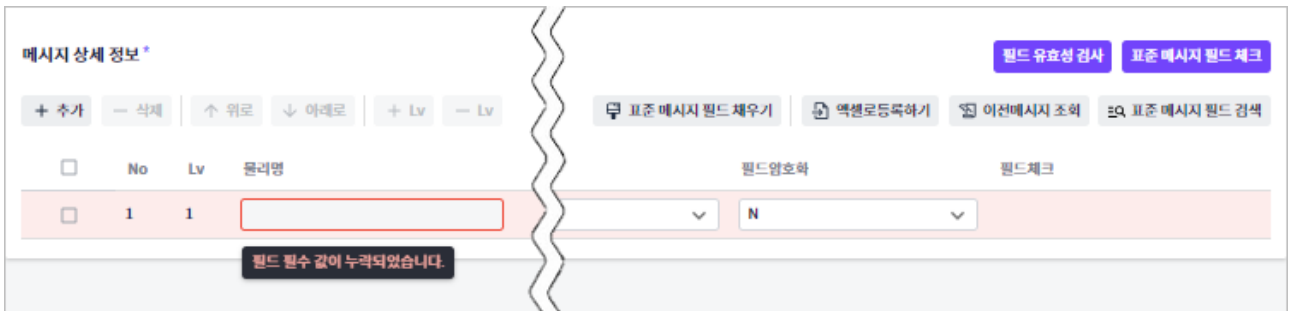 메시지 상세 정보 *
필드 유효성 검사 표준 메시지 필드 체크
+ 추가 − 삭제 ↑ 위로 ↓ 아래로 + Lv − Lv 표준 메시지 필드 채우기 엑셀로등록하기 이전메시지 조회 표준 메시지 필드 검색
No Lv 물리명 필드암호화 필드체크
1 1 N
필드 필수 값이 누락되었습니다.